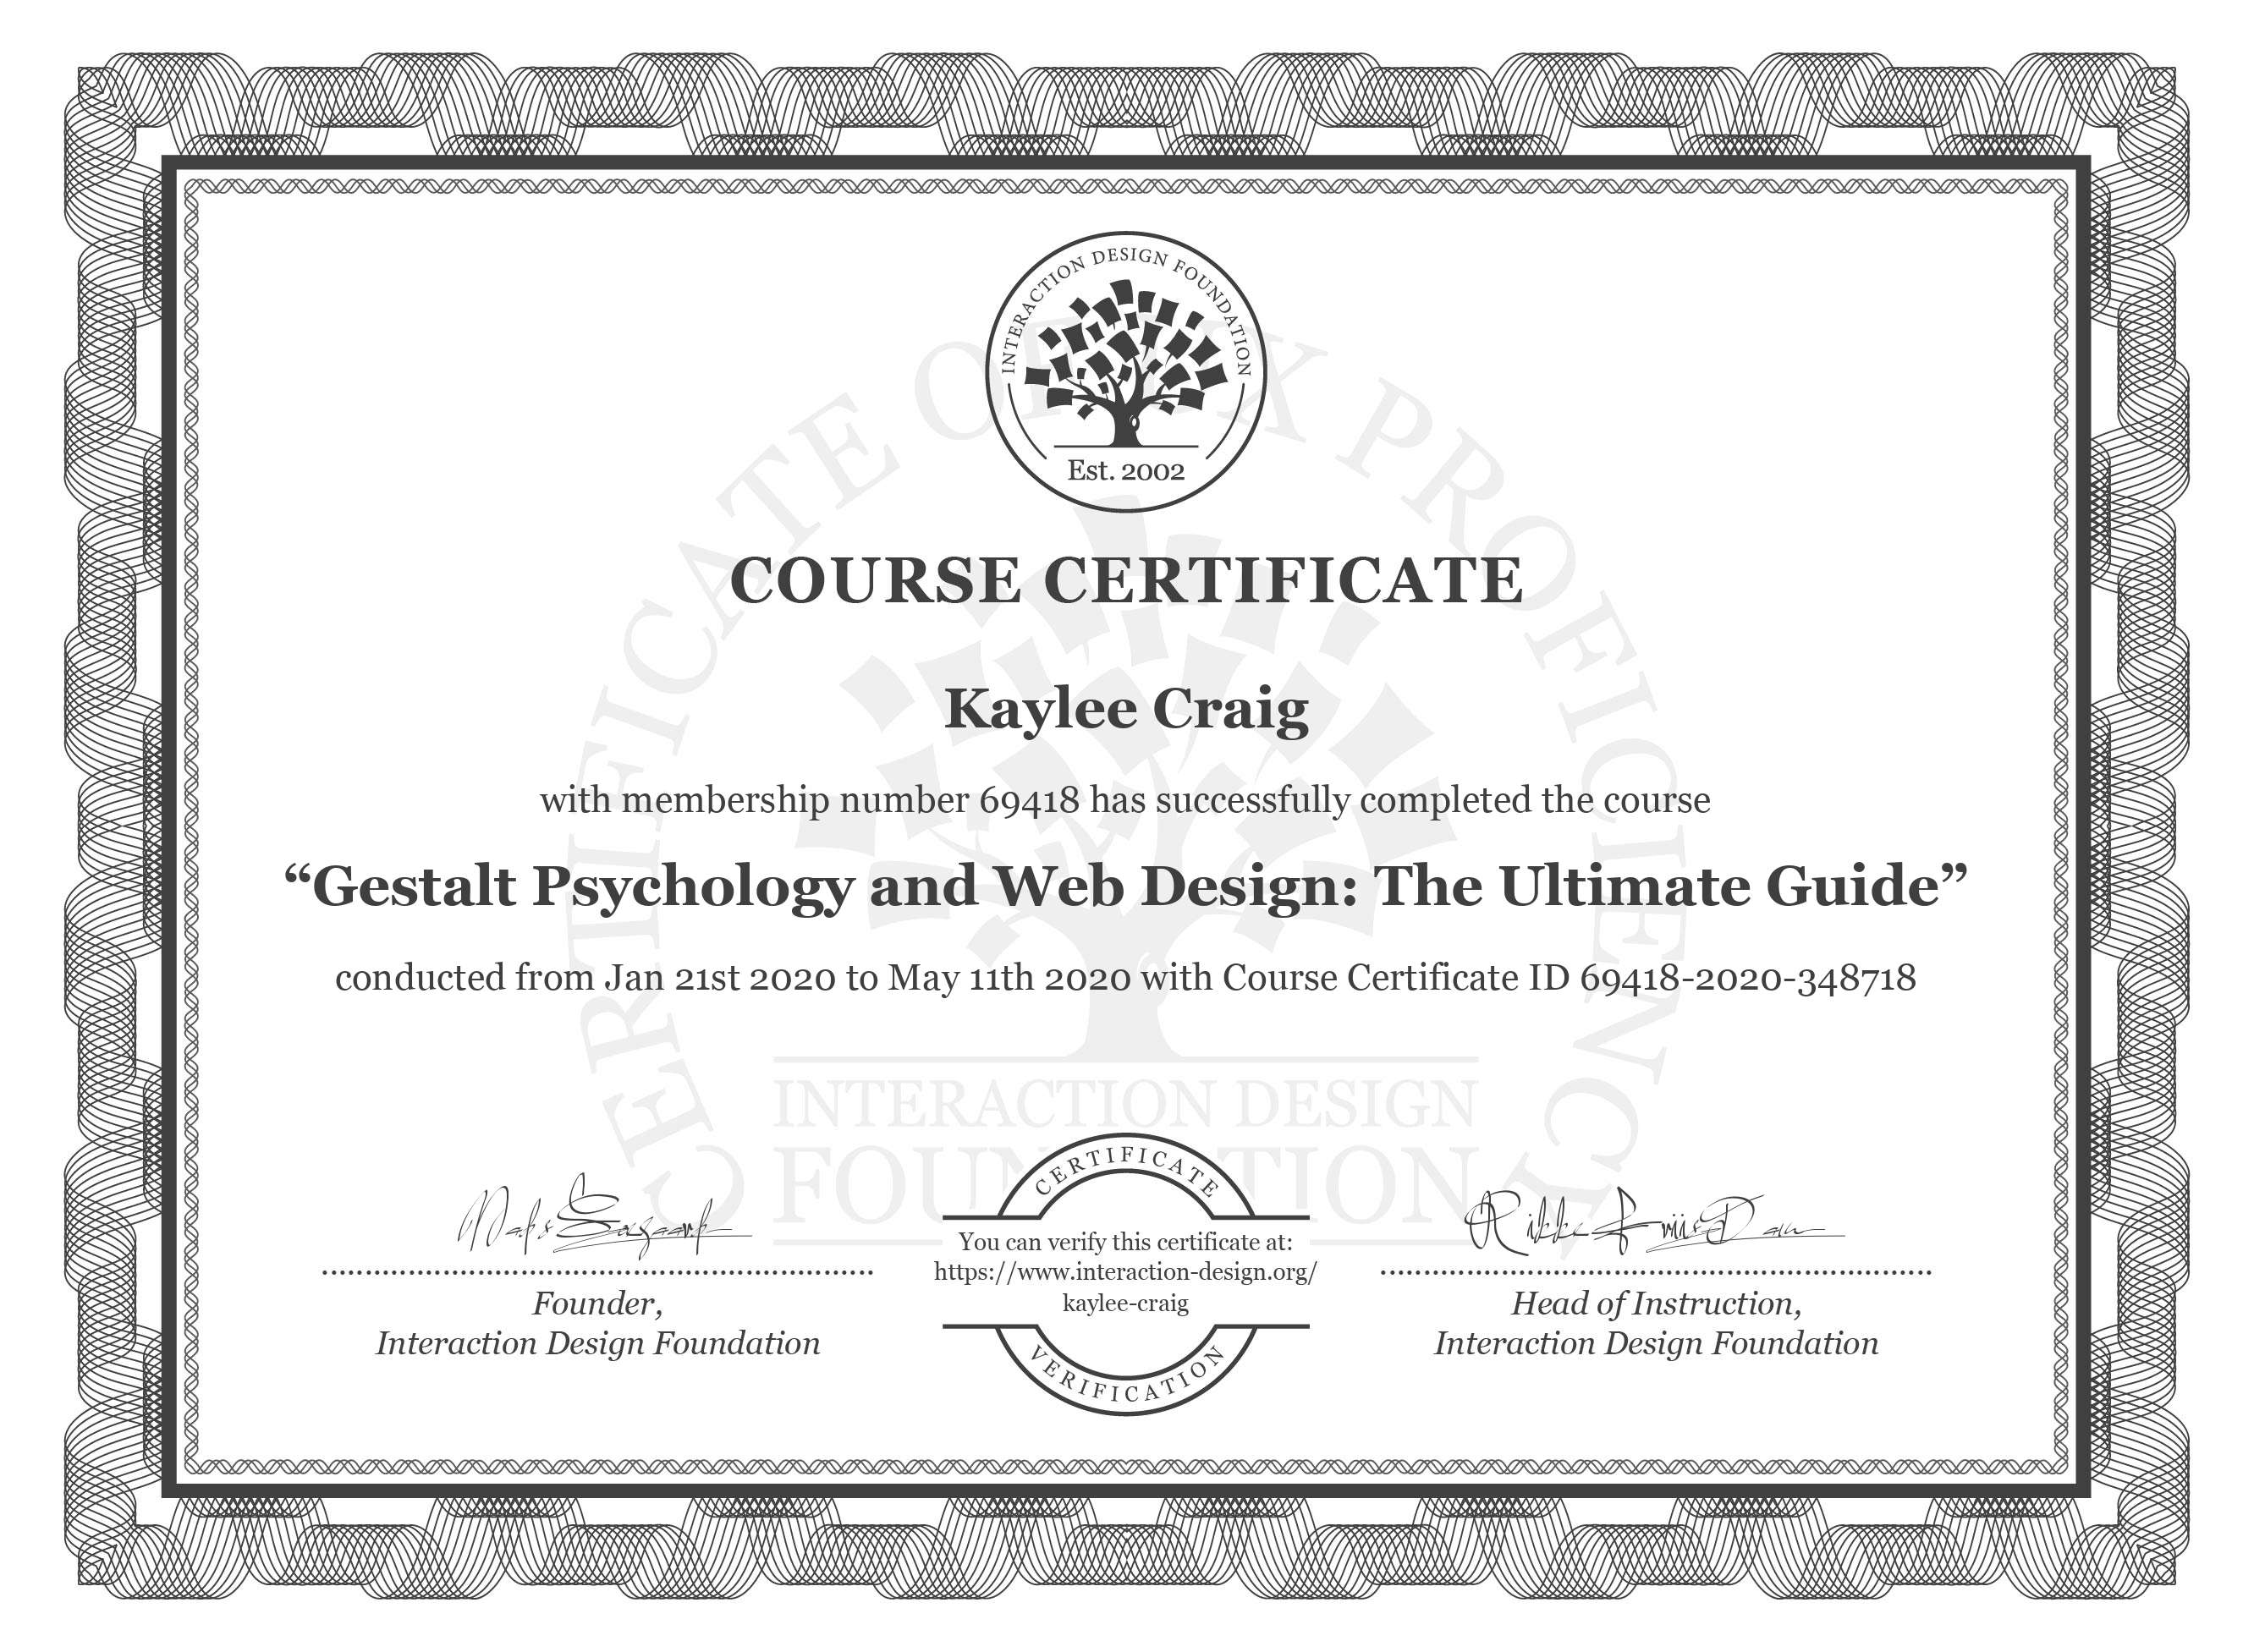 INTERACTION DESIGN FOUNDATION
Est. 2002
CERTIFICATE OF UX PROFICIENCY
COURSE CERTIFICATE
Kaylee Craig
with membership number 69418 has successfully completed the course
“Gestalt Psychology and Web Design: The Ultimate Guide”
conducted from Jan 21st 2020 to May 11th 2020 with Course Certificate ID 69418-2020-348718
INTERACTION DESIGN
FOUNDATION
CERTIFICATE
You can verify this certificate at:
https://www.interaction-design.org/
kaylee-craig
VERIFICATION
Founder,
Interaction Design Foundation
Rikke Friis Dam
Head of Instruction,
Interaction Design Foundation